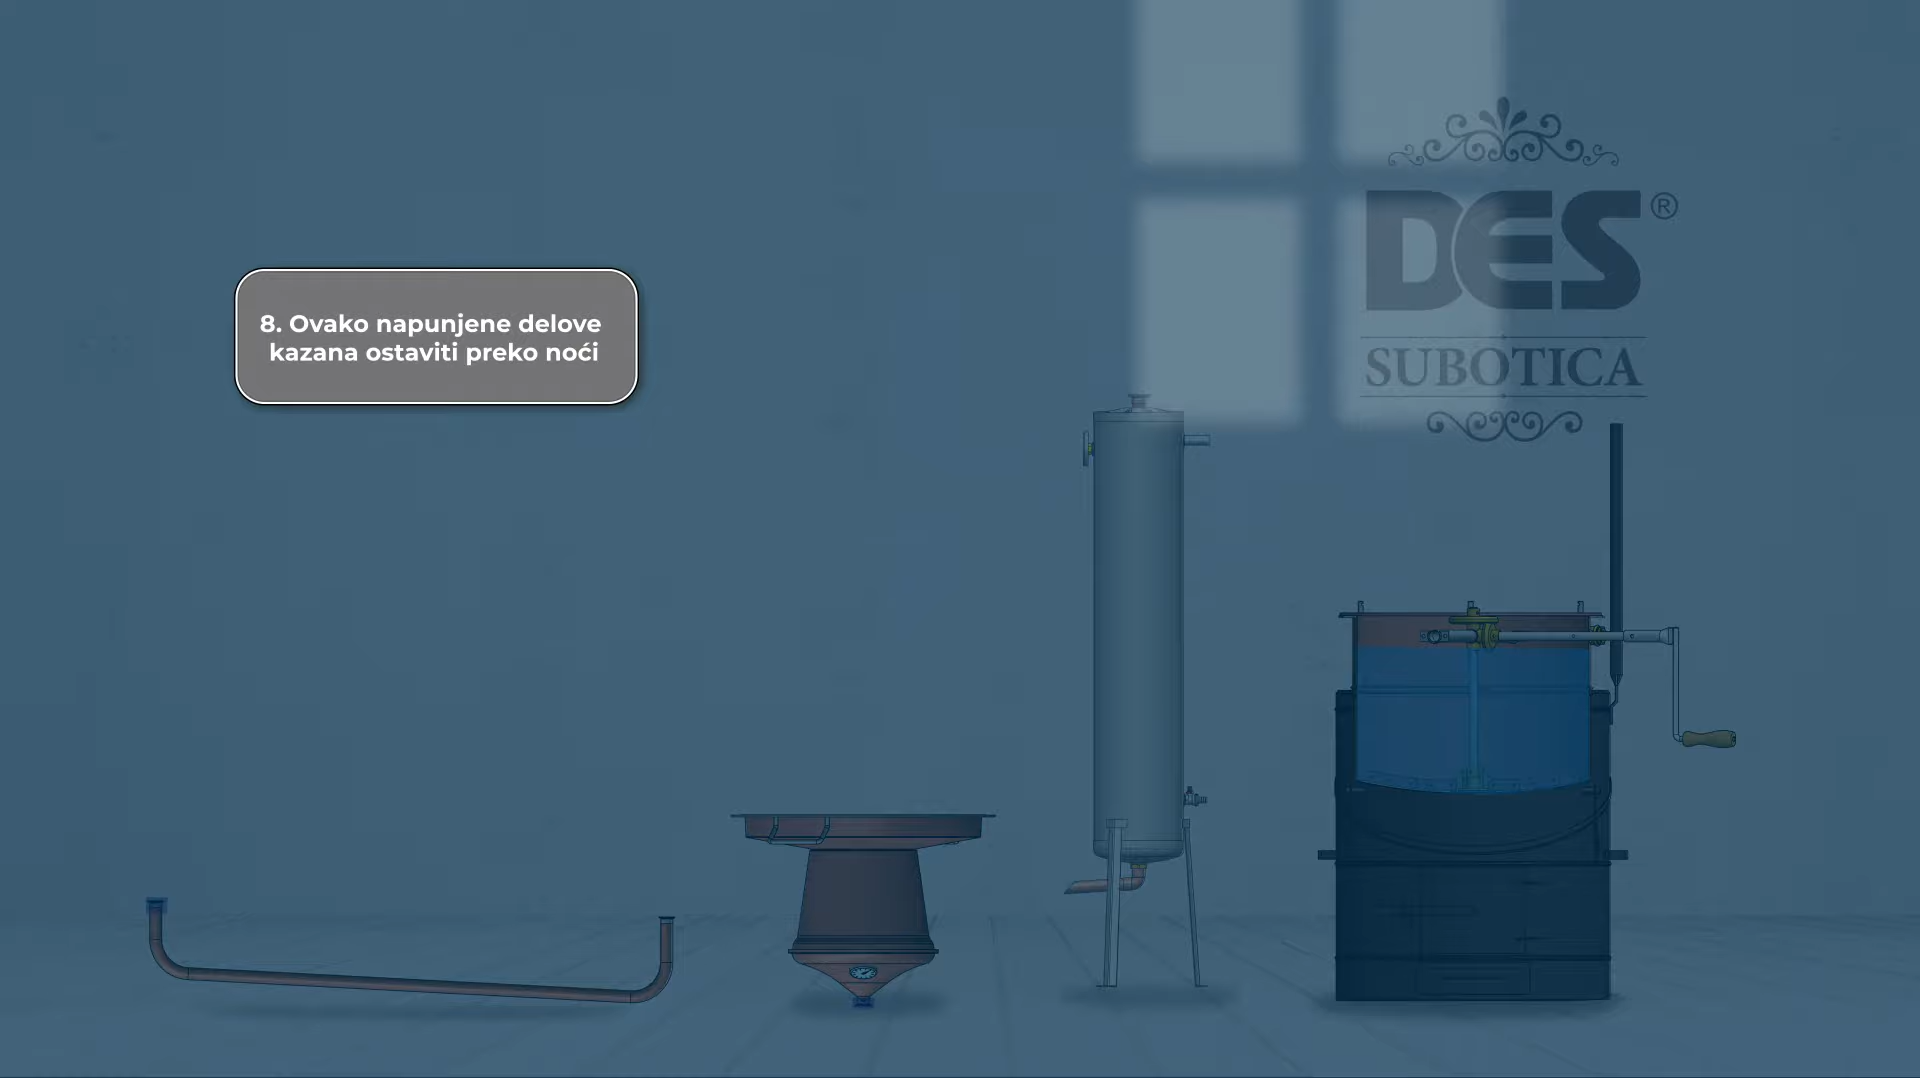 8. Ovako napunjene delove
kazana ostaviti preko noći
DES®
SUBOTICA